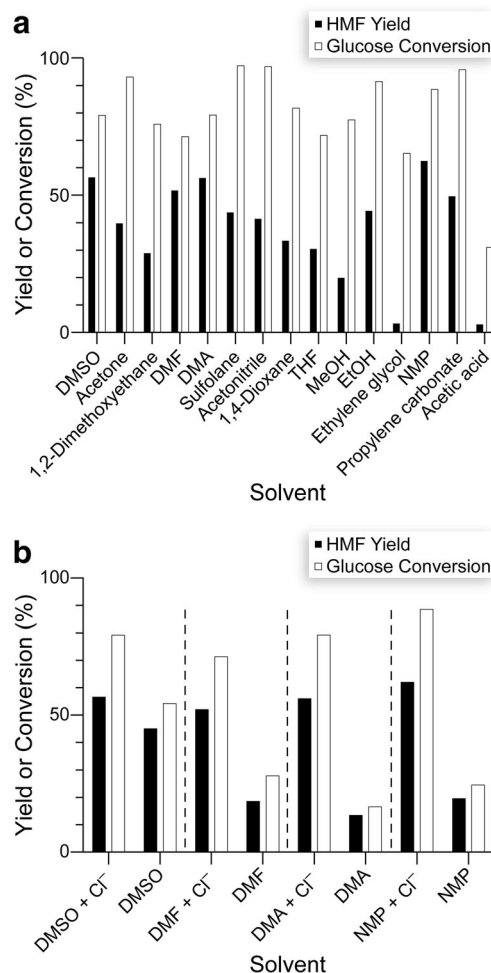 a
HMF Yield
Glucose Conversion
Yield or Conversion (%)
100
50
0
DMSO
Acetone
1,2-Dimethoxyethane
DMF
DMA
Sulfolane
Acetonitrile
1,4-Dioxane
THF
MeOH
EtOH
Ethylene glycol
NMP
Propylene carbonate
Acetic acid
Solvent
b
HMF Yield
Glucose Conversion
Yield or Conversion (%)
100
50
0
DMSO + Cl⁻
DMSO
DMF + Cl⁻
DMF
DMA + Cl⁻
DMA
NMP + Cl⁻
NMP
Solvent